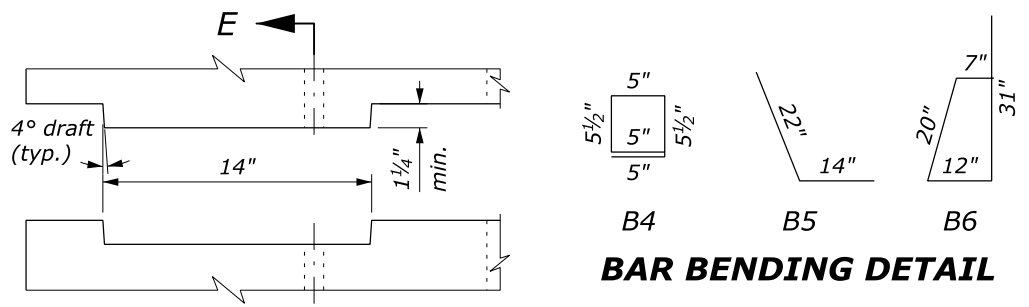 E
4° draft
(typ.)
14"
1¼"
min.
5"
5½"
5½"
5"
5"
B4
22"
14"
B5
7"
20"
31"
12"
B6
BAR BENDING DETAIL